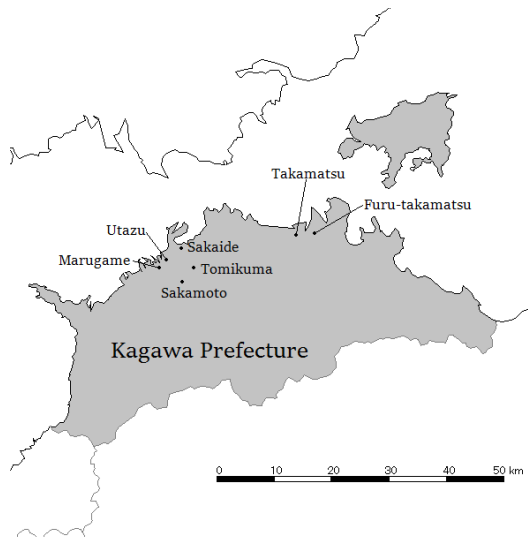 Takamatsu
Furu-takamatsu
Utazu
Sakaide
Marugame
Tomikuma
Sakamoto
Kagawa Prefecture
0 10 20 30 40 50 km